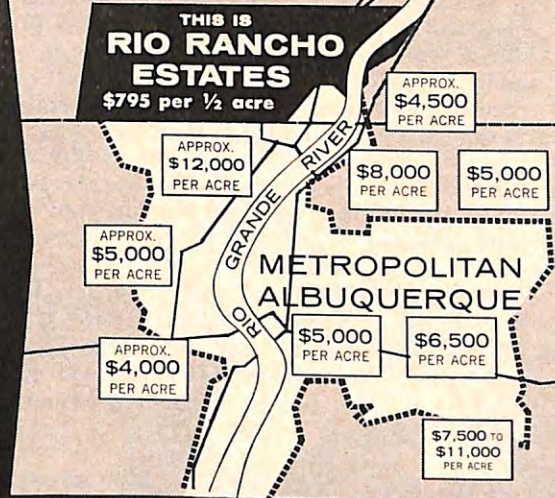 THIS IS
RIO RANCHO
ESTATES
$795 per ½ acre
APPROX.
$4,500
PER ACRE
APPROX.
$12,000
PER ACRE
$8,000
PER ACRE
$5,000
PER ACRE
APPROX.
$5,000
PER ACRE
RIO GRANDE RIVER
METROPOLITAN
ALBUQUERQUE
$5,000
PER ACRE
$6,500
PER ACRE
APPROX.
$4,000
PER ACRE
$7,500 TO
$11,000
PER ACRE